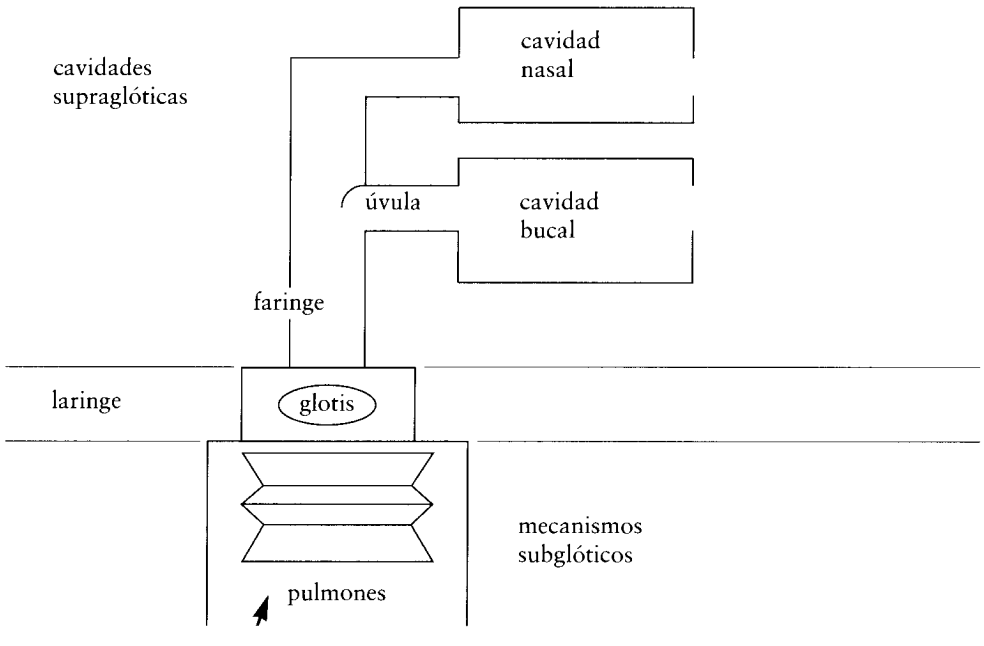 cavidad
nasal
cavidades
supraglóticas
úvula
cavidad
bucal
faringe
laringe
glotis
mecanismos
subglóticos
pulmones